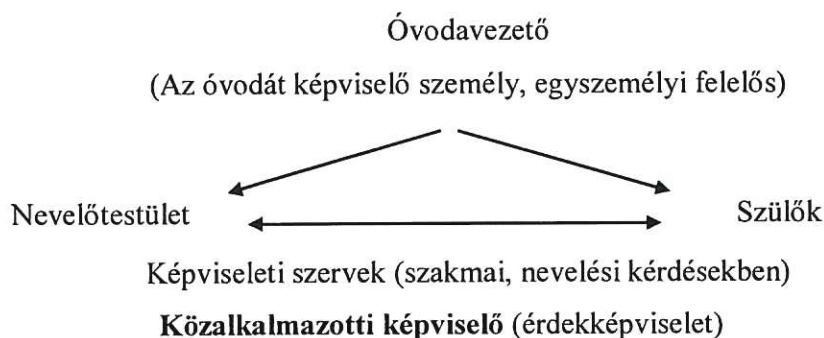 Óvodavezető
(Az óvodát képviselő személy, egyszemélyi felelős)
Nevelőtestület
Szülők
Képviseleti szervek (szakmai, nevelési kérdésekben)
Közalkalmazotti képviselő (érdekképviselet)